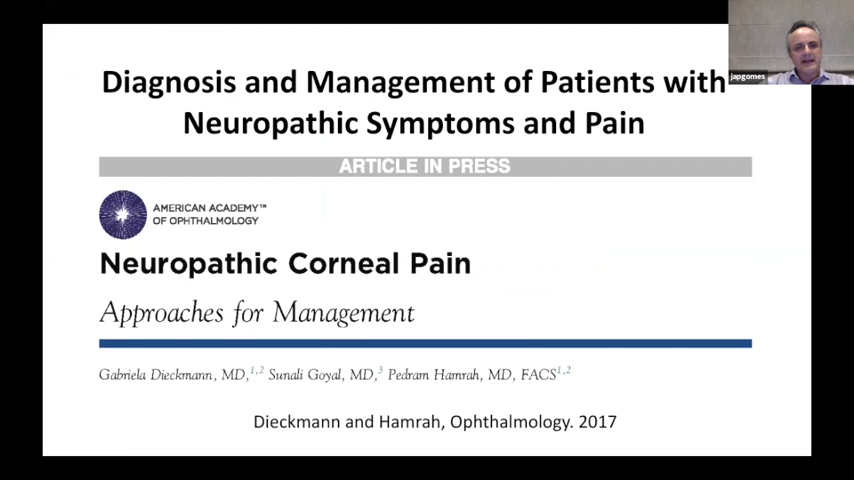 Diagnosis and Management of Patients with
Neuropathic Symptoms and Pain
japgomes
ARTICLE IN PRESS
AMERICAN ACADEMY™
OF OPHTHALMOLOGY
Neuropathic Corneal Pain
Approaches for Management
Gabriela Dieckmann, MD,1,2 Sunali Goyal, MD,3 Pedram Hamrah, MD, FACS1,2
Dieckmann and Hamrah, Ophthalmology. 2017